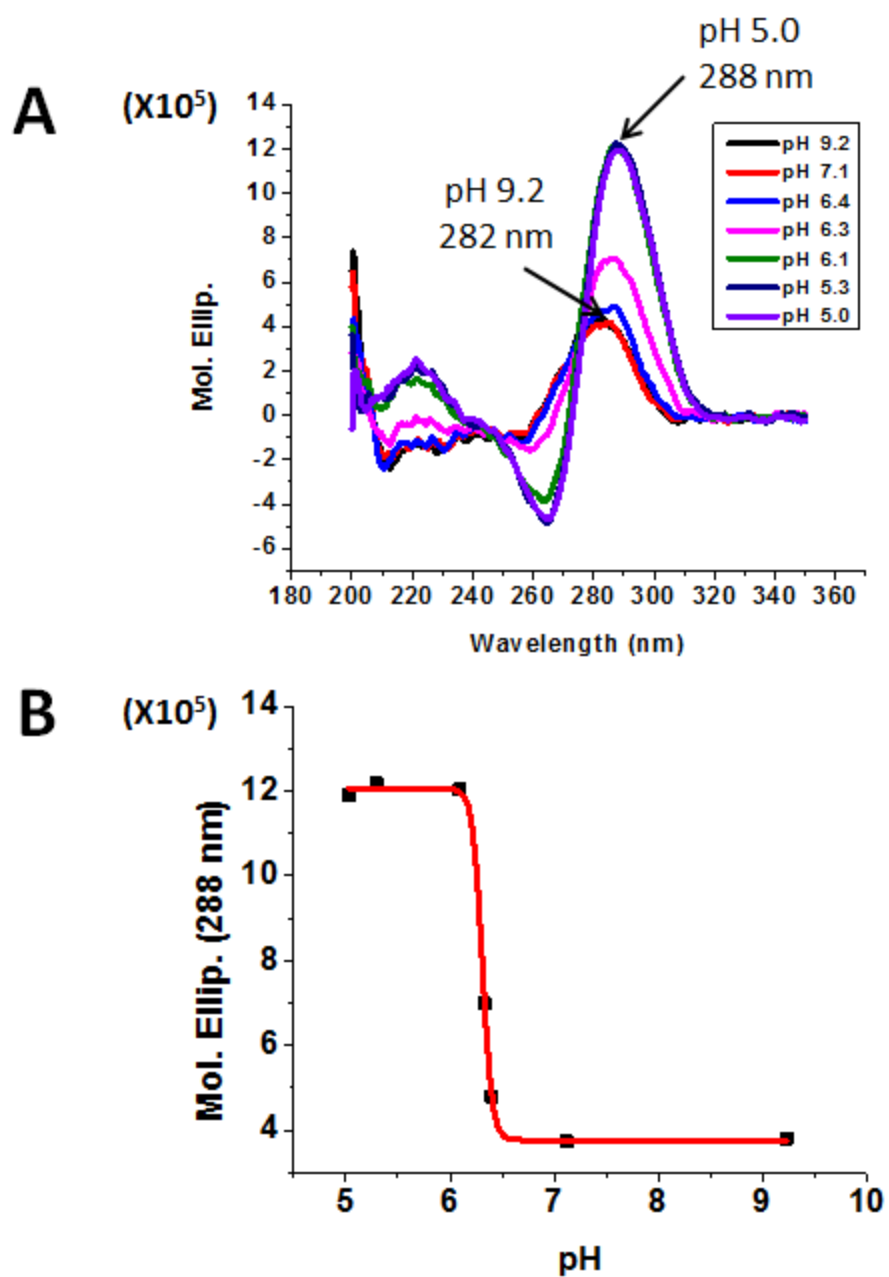 A
(X10⁵)
pH 5.0
288 nm
pH 9.2
282 nm
14
12
10
8
6
4
2
0
-2
-4
-6
Mol. Ellip.
pH 9.2
pH 7.1
pH 6.4
pH 6.3
pH 6.1
pH 5.3
pH 5.0
180 200 220 240 260 280 300 320 340 360
Wavelength (nm)
B
(X10⁵)
14
12
10
8
6
4
Mol. Ellip. (288 nm)
5 6 7 8 9 10
pH